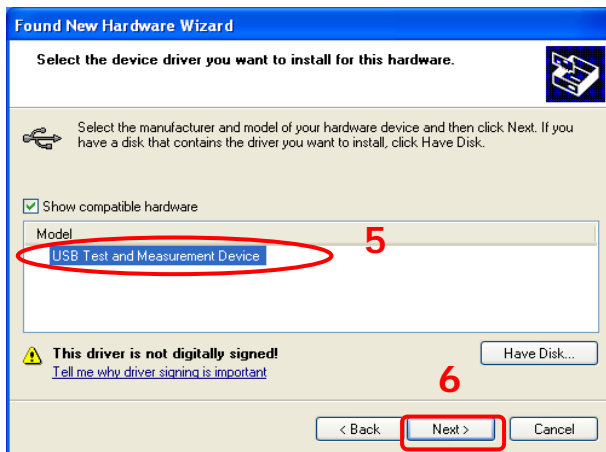 Found New Hardware Wizard
Select the device driver you want to install for this hardware.
Select the manufacturer and model of your hardware device and then click Next. If you
have a disk that contains the driver you want to install, click Have Disk.
Show compatible hardware
Model
5
USB Test and Measurement Device
This driver is not digitally signed!
Have Disk...
Tell me why driver signing is important
6
< Back
Next >
Cancel